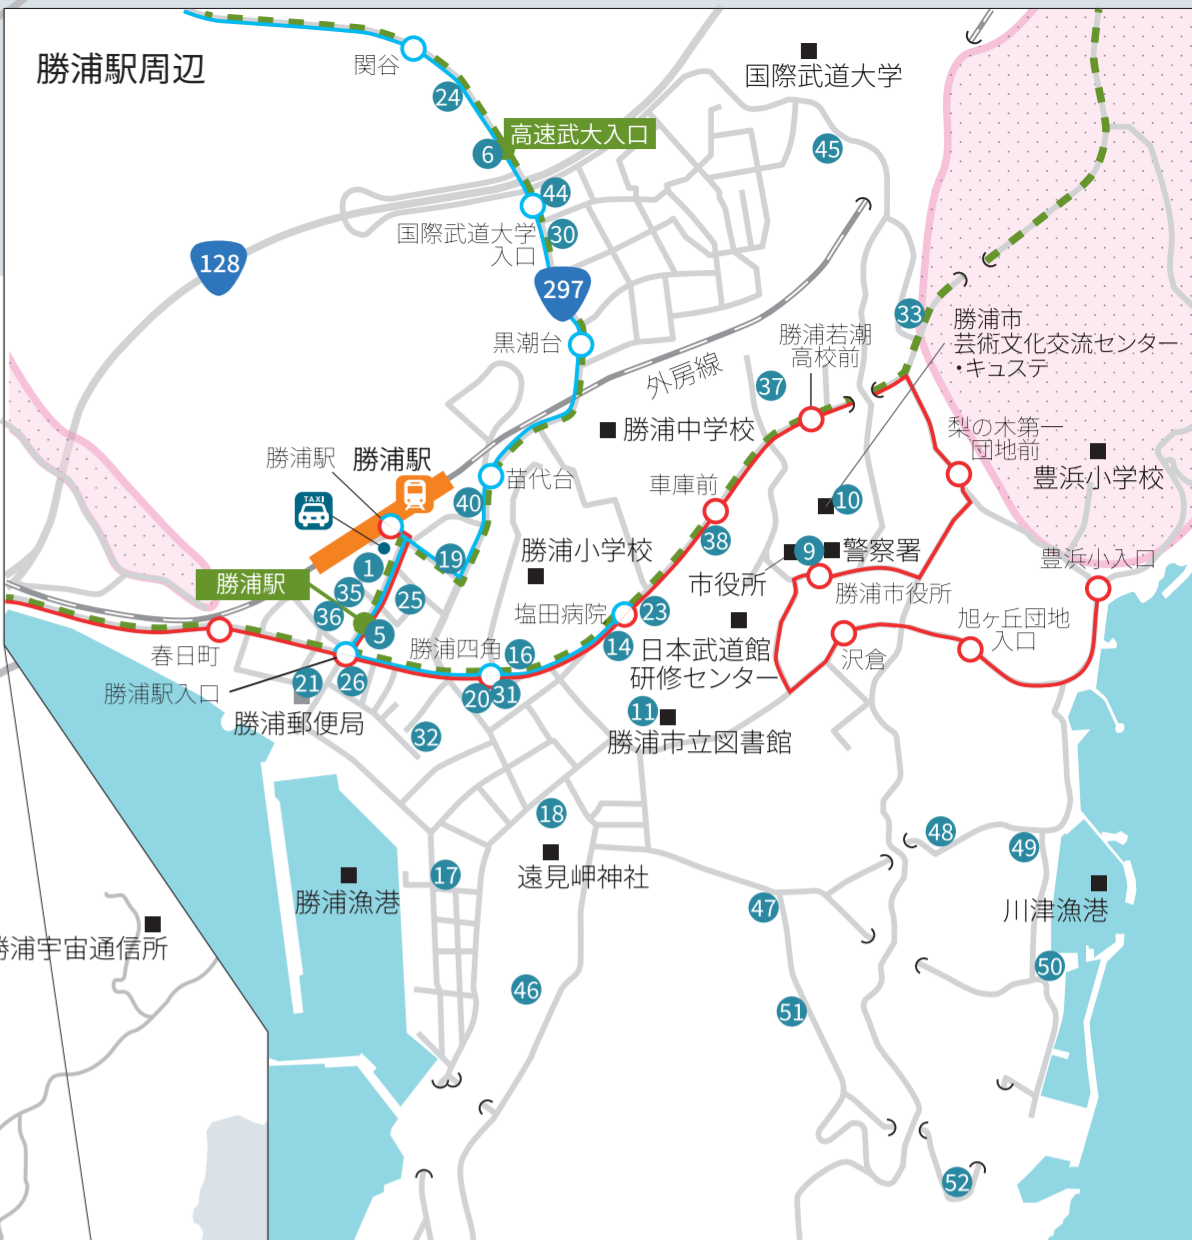 勝浦駅周辺
関谷
24
国際武道大学
高速武大入口
6
45
44
国際武道大学
入口
30
128
297
33
勝浦市
芸術文化交流センター
・キュステ
黒潮台
勝浦若潮
高校前
外房線
37
勝浦中学校
梨の木第一
団地前
豊浜小学校
勝浦駅
勝浦駅
苗代台
車庫前
TAXI
40
10
38
19
勝浦小学校
9
警察署
豊浜小入口
1
勝浦駅
市役所
勝浦市役所
35
25
36
塩田病院
23
5
勝浦四角
16
14
日本武道館
研修センター
沢倉
旭ヶ丘団地
入口
春日町
勝浦駅入口
21
26
20
31
11
勝浦郵便局
32
勝浦市立図書館
18
48
49
17
遠見岬神社
勝浦漁港
47
川津漁港
勝浦宇宙通信所
50
46
51
52